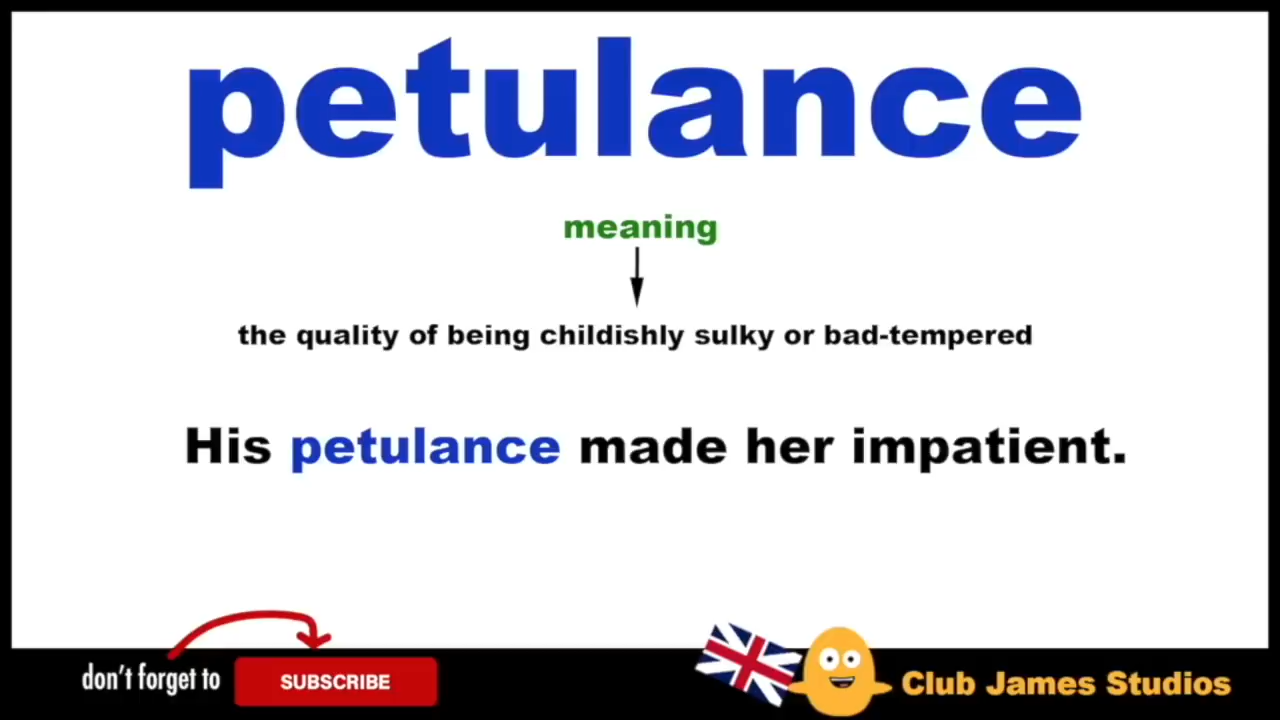 petulance
meaning
the quality of being childishly sulky or bad-tempered
His petulance made her impatient.
don't forget to SUBSCRIBE
Club James Studios